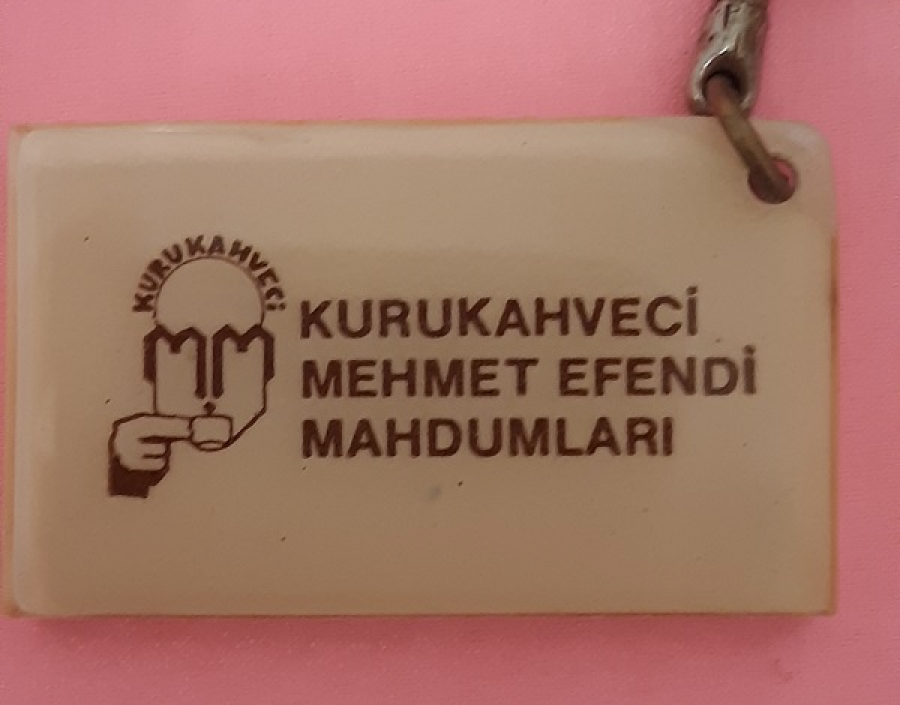 KURUKAHVECİ
KURUKAHVECİ
MEHMET EFENDİ
MAHDUMLARI